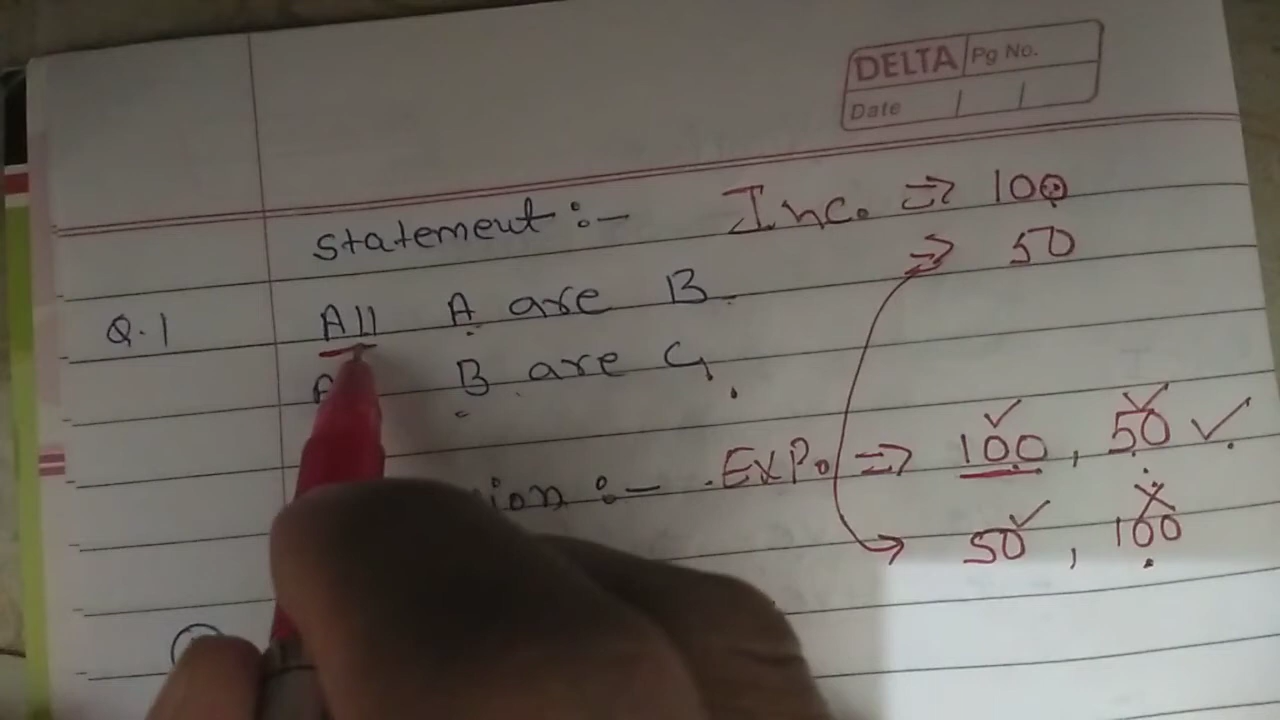 DELTA Pg No.
Date
Statement :- Inc. ⇒ 100
⇒ 50
Q.1 All A are B.
B are G.
:- .Exp. ⇒ 100, 50 ✓
50 ✓, 100 ✗